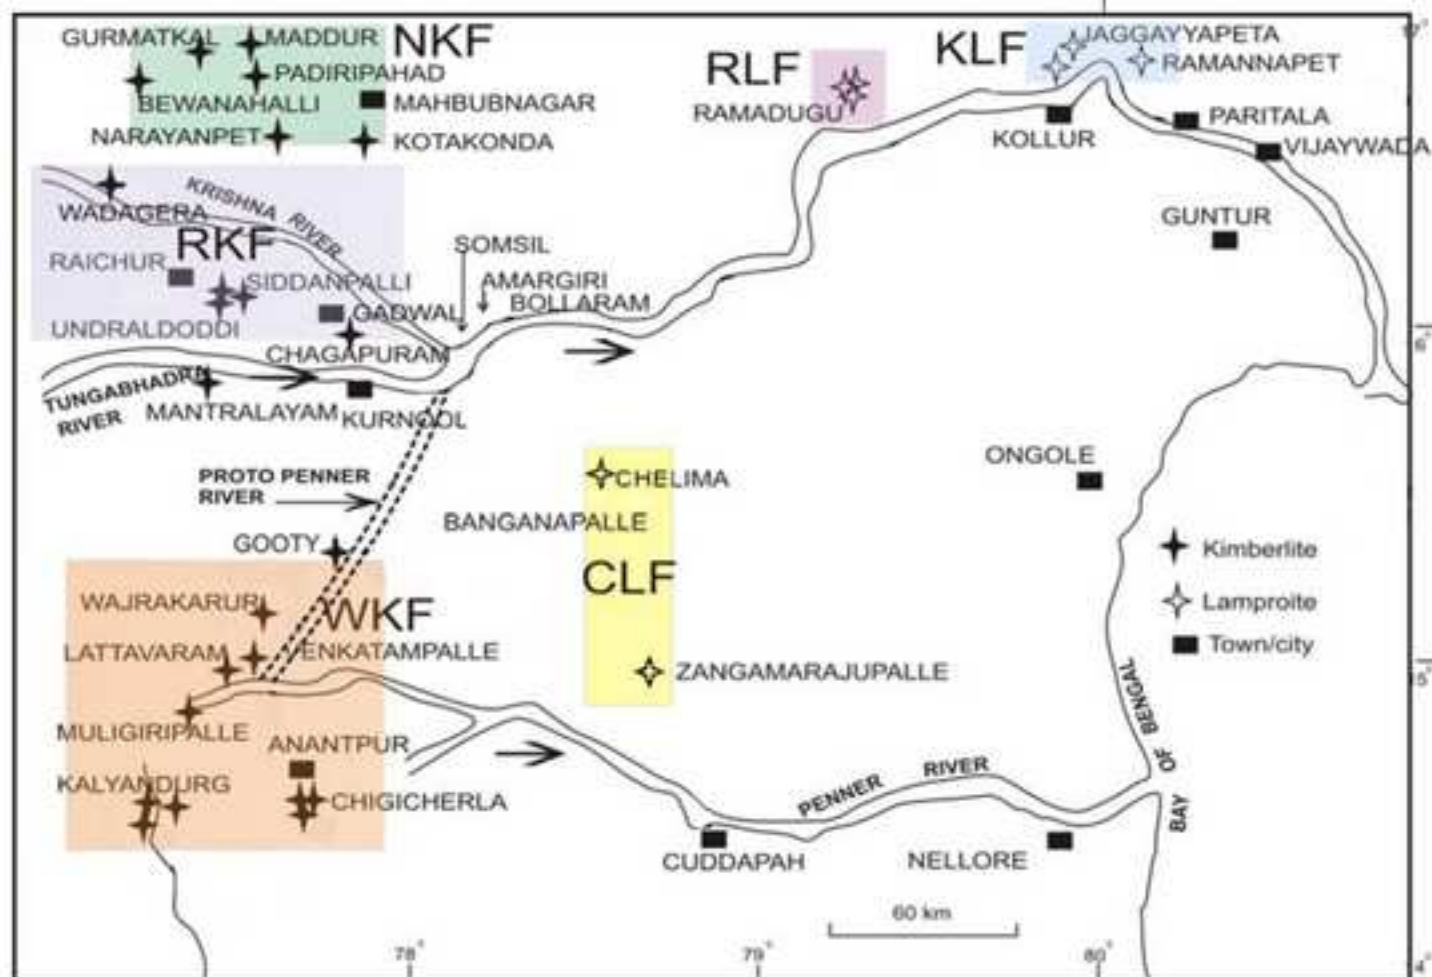 GURMATKAL
MADDUR
NKF
PADIRIPAHAD
BEWANAHALLI
MAHBUBNAGAR
NARAYANPET
KOTAKONDA
RLF
RAMADUGU
KLF
JAGGAYYAPETA
RAMANNAPET
KOLLUR
PARITALA
VIJAYWADA
GUNTUR
WADAGERA
KRISHNA RIVER
RKF
RAICHUR
SIDDANPALLI
UNDRALDODDI
GADWAL
CHAGAPURAM
SOMSIL
AMARGIRI
BOLLARAM
TUNGABHADRA
RIVER
MANTRALAYAM
KURNOOL
PROTO PENNER
RIVER
GOOTY
BANGANAPALLE
CHELIMA
CLF
ZANGAMARAJUPALLE
ONGOLE
Kimberlite
Lamproite
Town/city
WAJRAKARUR
WKF
LATTAVARAM
VENKATAMPALLE
MULIGIRIPALLE
ANANTPUR
KALYANDURG
CHIGICHERLA
PENNER RIVER
BAY OF BENGAL
CUDDAPAH
NELLORE
60 km
78°
79°
80°